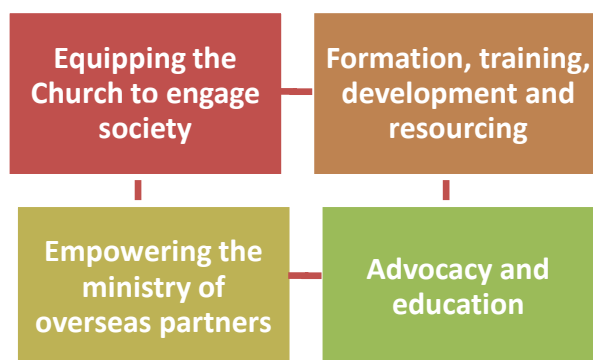 Equipping the
Church to engage
society
Formation, training,
development and
resourcing
Empowering the
ministry of
overseas partners
Advocacy and
education